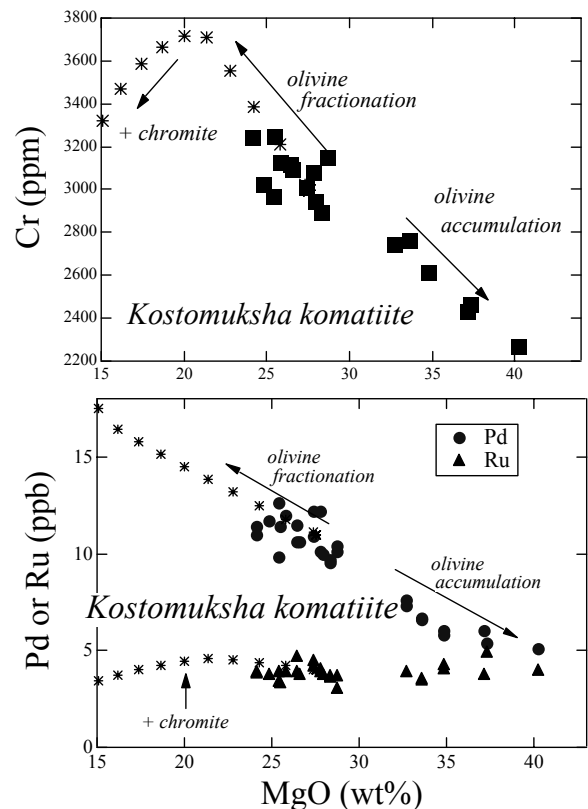 3800
3600
3400
3200
3000
2800
2600
2400
2200
Cr (ppm)
olivine
fractionation
+ chromite
olivine
accumulation
Kostomuksha komatiite
15 20 25 30 35 40
15
10
5
0
Pd or Ru (ppb)
Pd
Ru
olivine
fractionation
olivine
accumulation
Kostomuksha komatiite
+ chromite
15 20 25 30 35 40
MgO (wt%)